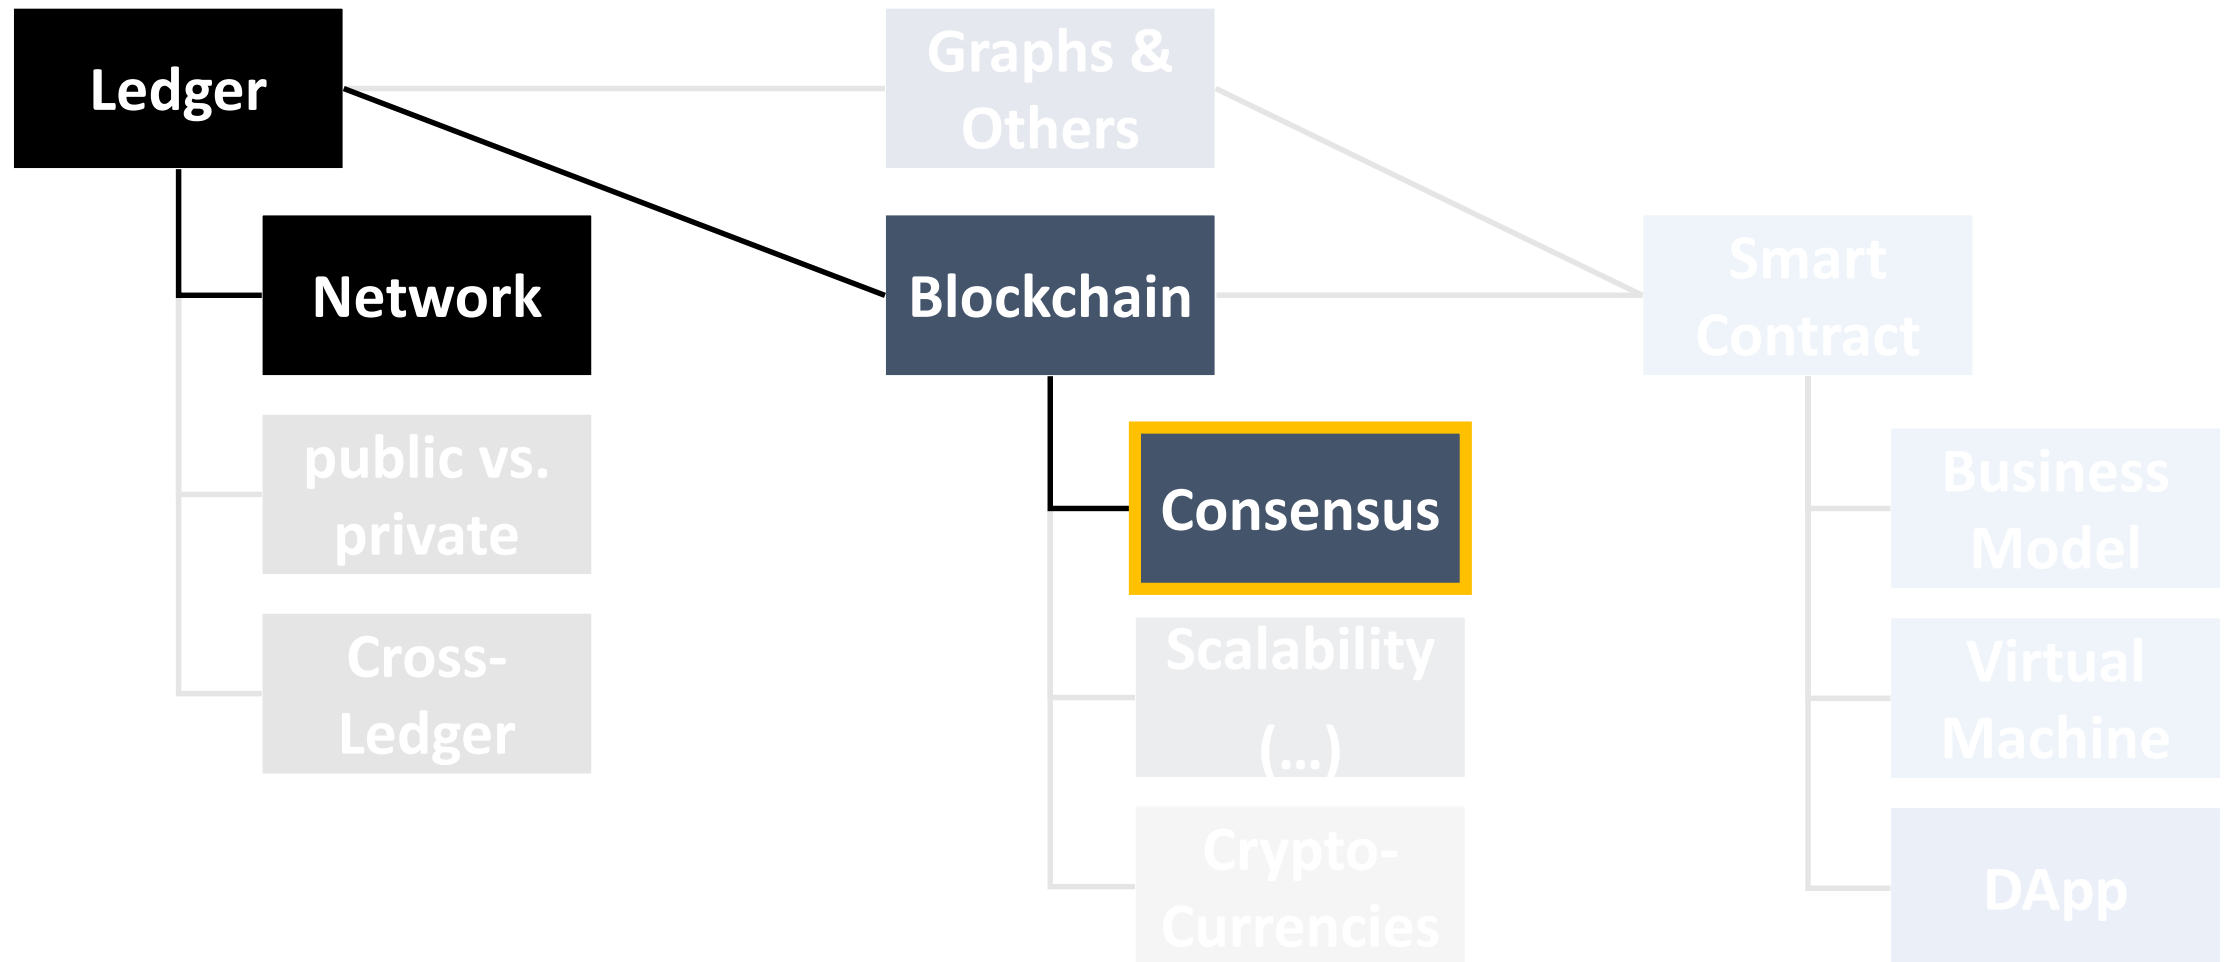 Ledger
Graphs &
Others
Network
Blockchain
Smart
Contract
public vs.
private
Consensus
Business
Model
Cross-
Ledger
Scalability
(...)
Virtual
Machine
Crypto-
Currencies
DApp